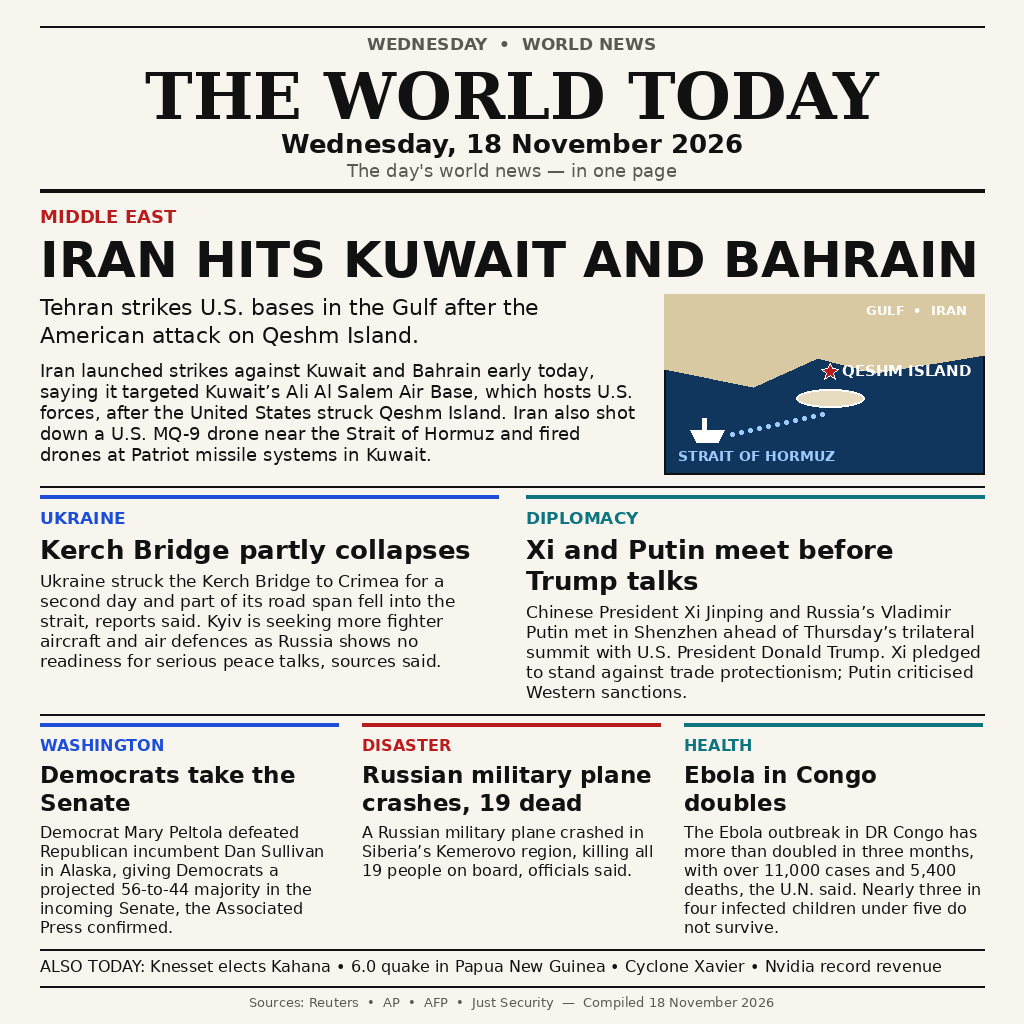 WEDNESDAY • WORLD NEWS
THE WORLD TODAY
Wednesday, 18 November 2026
The day's world news — in one page
MIDDLE EAST
IRAN HITS KUWAIT AND BAHRAIN
Tehran strikes U.S. bases in the Gulf after the
American attack on Qeshm Island.
Iran launched strikes against Kuwait and Bahrain early today,
saying it targeted Kuwait’s Ali Al Salem Air Base, which hosts U.S.
forces, after the United States struck Qeshm Island. Iran also shot
down a U.S. MQ-9 drone near the Strait of Hormuz and fired
drones at Patriot missile systems in Kuwait.
GULF • IRAN
QESHM ISLAND
STRAIT OF HORMUZ
UKRAINE
Kerch Bridge partly collapses
Ukraine struck the Kerch Bridge to Crimea for a
second day and part of its road span fell into the
strait, reports said. Kyiv is seeking more fighter
aircraft and air defences as Russia shows no
readiness for serious peace talks, sources said.
DIPLOMACY
Xi and Putin meet before
Trump talks
Chinese President Xi Jinping and Russia’s Vladimir
Putin met in Shenzhen ahead of Thursday’s trilateral
summit with U.S. President Donald Trump. Xi pledged
to stand against trade protectionism; Putin criticised
Western sanctions.
WASHINGTON
Democrats take the
Senate
Democrat Mary Peltola defeated
Republican incumbent Dan Sullivan
in Alaska, giving Democrats a
projected 56-to-44 majority in the
incoming Senate, the Associated
Press confirmed.
DISASTER
Russian military plane
crashes, 19 dead
A Russian military plane crashed in
Siberia’s Kemerovo region, killing all
19 people on board, officials said.
HEALTH
Ebola in Congo
doubles
The Ebola outbreak in DR Congo has
more than doubled in three months,
with over 11,000 cases and 5,400
deaths, the U.N. said. Nearly three in
four infected children under five do
not survive.
ALSO TODAY: Knesset elects Kahana • 6.0 quake in Papua New Guinea • Cyclone Xavier • Nvidia record revenue
Sources: Reuters • AP • AFP • Just Security — Compiled 18 November 2026